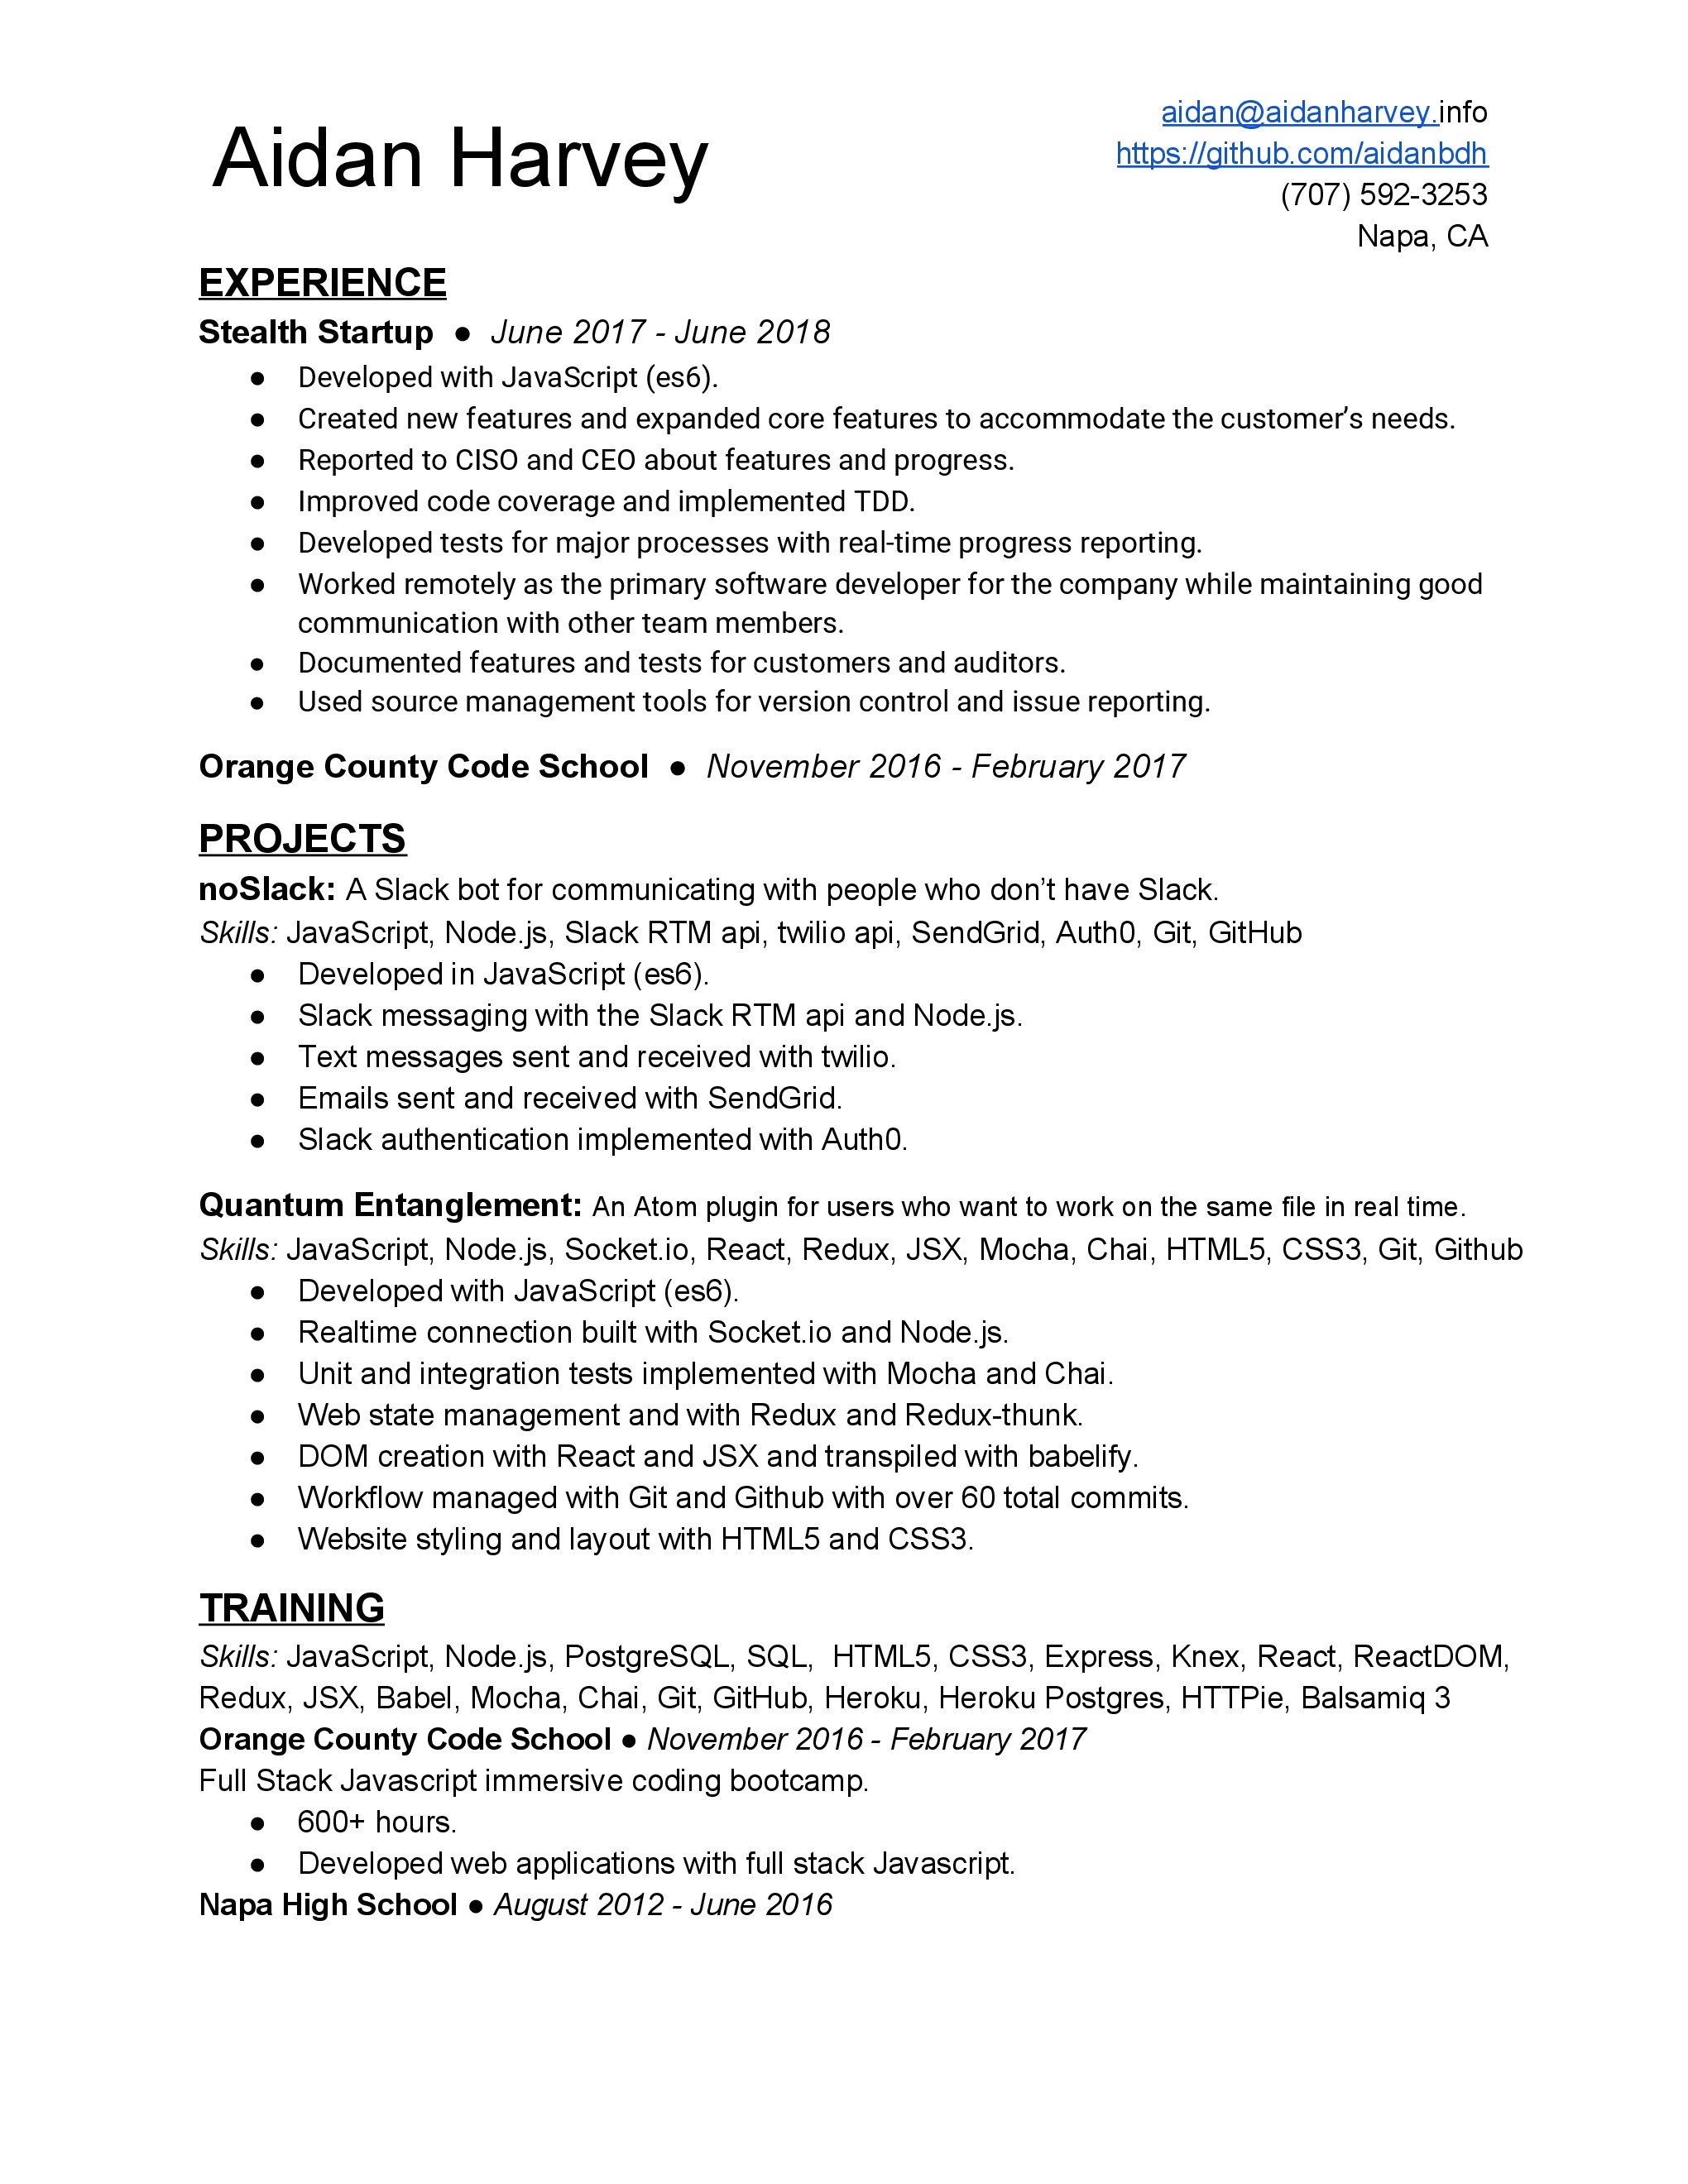 Aidan Harvey
aidan@aidanharvey.info
https://github.com/aidanbdh
(707) 592-3253
Napa, CA
EXPERIENCE
Stealth Startup ● June 2017 - June 2018
● Developed with JavaScript (es6).
● Created new features and expanded core features to accommodate the customer’s needs.
● Reported to CISO and CEO about features and progress.
● Improved code coverage and implemented TDD.
● Developed tests for major processes with real-time progress reporting.
● Worked remotely as the primary software developer for the company while maintaining good
communication with other team members.
● Documented features and tests for customers and auditors.
● Used source management tools for version control and issue reporting.
Orange County Code School ● November 2016 - February 2017
PROJECTS
noSlack: A Slack bot for communicating with people who don’t have Slack.
Skills: JavaScript, Node.js, Slack RTM api, twilio api, SendGrid, Auth0, Git, GitHub
● Developed in JavaScript (es6).
● Slack messaging with the Slack RTM api and Node.js.
● Text messages sent and received with twilio.
● Emails sent and received with SendGrid.
● Slack authentication implemented with Auth0.
Quantum Entanglement: An Atom plugin for users who want to work on the same file in real time.
Skills: JavaScript, Node.js, Socket.io, React, Redux, JSX, Mocha, Chai, HTML5, CSS3, Git, Github
● Developed with JavaScript (es6).
● Realtime connection built with Socket.io and Node.js.
● Unit and integration tests implemented with Mocha and Chai.
● Web state management and with Redux and Redux-thunk.
● DOM creation with React and JSX and transpiled with babelify.
● Workflow managed with Git and Github with over 60 total commits.
● Website styling and layout with HTML5 and CSS3.
TRAINING
Skills: JavaScript, Node.js, PostgreSQL, SQL,  HTML5, CSS3, Express, Knex, React, ReactDOM,
Redux, JSX, Babel, Mocha, Chai, Git, GitHub, Heroku, Heroku Postgres, HTTPie, Balsamiq 3
Orange County Code School ● November 2016 - February 2017
Full Stack Javascript immersive coding bootcamp.
● 600+ hours.
● Developed web applications with full stack Javascript.
Napa High School ● August 2012 - June 2016